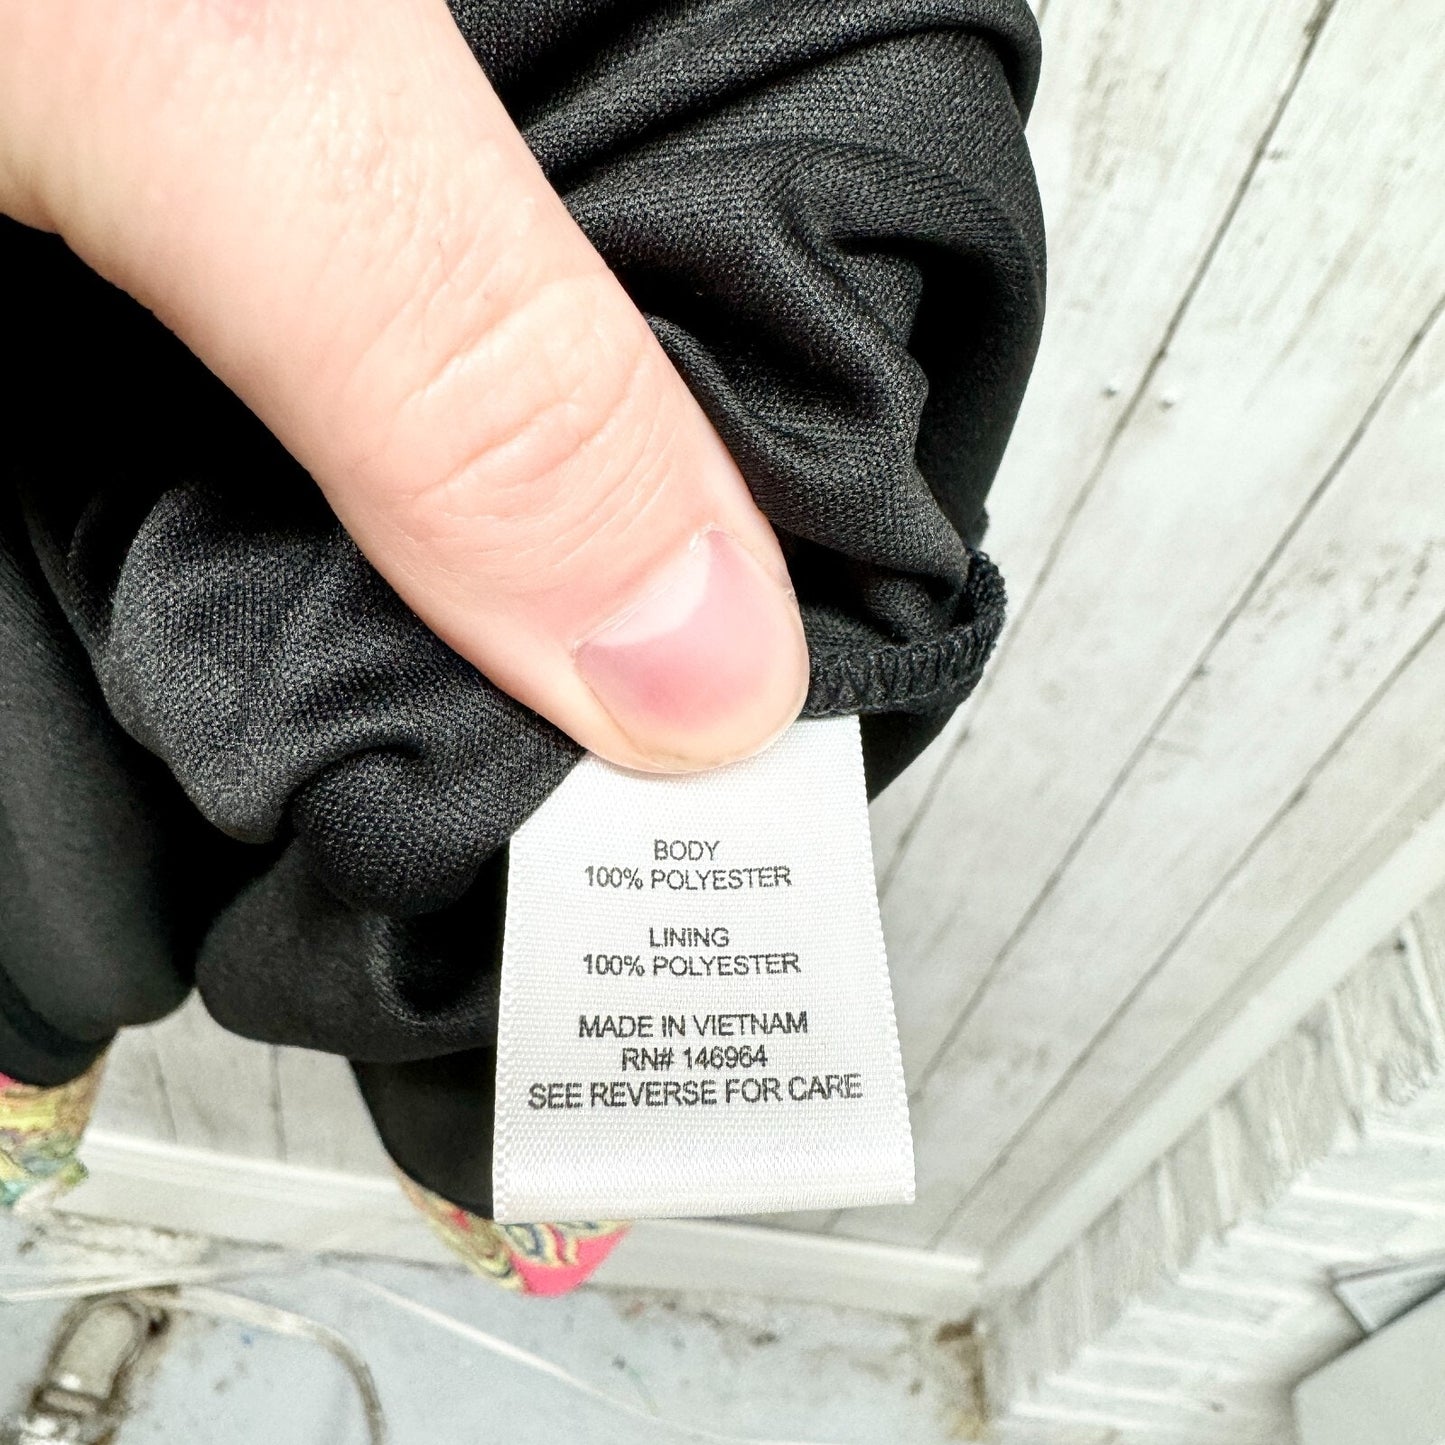 BODY
100% POLYESTER
LINING
100% POLYESTER
MADE IN VIETNAM
RN# 146964
SEE REVERSE FOR CARE